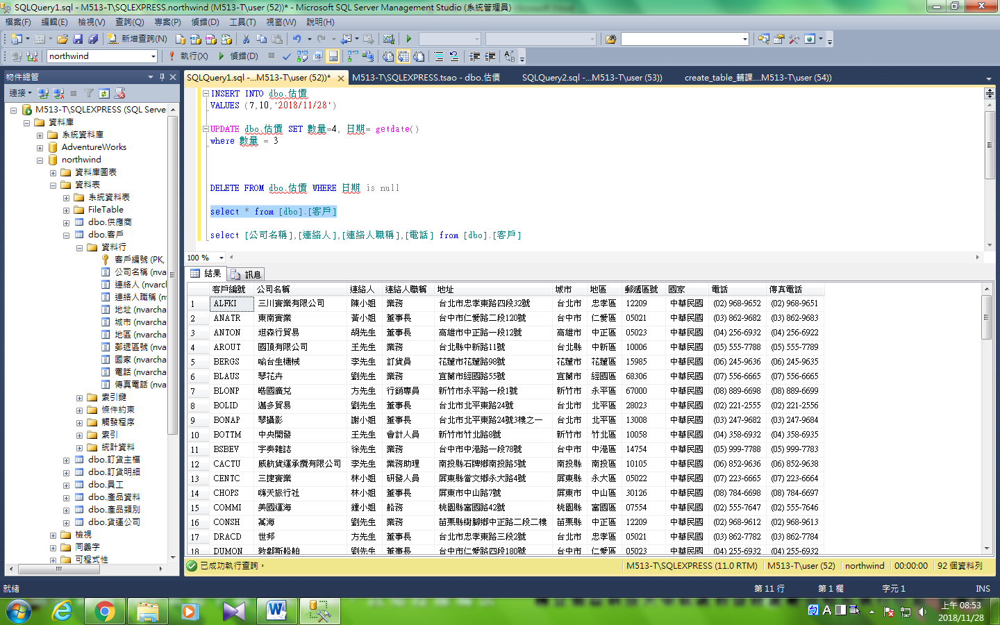 SQLQuery1.sql - M513-T\SQLEXPRESS.northwind (M513-T\user (52))* - Microsoft SQL Server Management Studio (系統管理員)
檔案(F) 編輯(E) 檢視(V) 查詢(Q) 專案(P) 偵錯(D) 工具(T) 視窗(W) 說明(H)
新增查詢(N)
northwind 執行(X) 偵錯(D)
物件總管
連接
M513-T\SQLEXPRESS (SQL Serve
資料庫
系統資料庫
AdventureWorks
northwind
資料庫圖表
資料表
系統資料表
FileTable
dbo.供應商
dbo.客戶
資料行
客戶編號 (PK,
公司名稱 (nva
連絡人 (nvarcl
連絡人職稱 (n
地址 (nvarcha
城市 (nvarcha
地區 (nvarcha
郵遞區號 (nva
國家 (nvarcha
電話 (nvarcha
傳真電話 (nva
索引鍵
條件約束
觸發程序
索引
統計資料
dbo.訂貨主檔
dbo.訂貨明細
dbo.員工
dbo.產品資料
dbo.產品類別
dbo.貨運公司
檢視
同義字
可程式性
SQLQuery1.sql -...M513-T\user (52))* M513-T\SQLEXPRESS.tsao - dbo.估價 SQLQuery2.sql -...M513-T\user (53)) create_table_輔課....M513-T\user (54))
INSERT INTO dbo.估價
VALUES (7,10,'2018/11/28')
UPDATE dbo.估價 SET 數量=4, 日期= getdate()
where 數量 = 3
DELETE FROM dbo.估價 WHERE 日期 is null
select * from [dbo].[客戶]
select [公司名稱],[連絡人],[連絡人職稱],[電話] from [dbo].[客戶]
100 %
結果 訊息
客戶編號 公司名稱 連絡人 連絡人職稱 地址 城市 地區 郵遞區號 國家 電話 傳真電話
1 ALFKI 三川實業有限公司 陳小姐 業務 台北市忠孝東路四段32號 台北市 忠孝區 12209 中華民國 (02) 968-9652 (02) 968-9651
2 ANATR 東南實業 黃小姐 董事長 台中市仁愛路二段120號 台中市 仁愛區 05021 中華民國 (03) 862-9682 (03) 862-9683
3 ANTON 坦森行貿易 胡先生 董事長 高雄市中正路一段12號 高雄市 中正區 05023 中華民國 (04) 256-6932 (04) 256-6922
4 AROUT 國頂有限公司 王先生 業務 台北縣中新路11號 台北縣 中新區 10006 中華民國 (05) 555-7788 (05) 555-7789
5 BERGS 喻台生機械 李先生 訂貨員 花蓮市花蓮路98號 花蓮市 花蓮區 15985 中華民國 (06) 245-9636 (06) 245-9635
6 BLAUS 琴花卉 劉先生 業務 宜蘭市經國路55號 宜蘭市 經國區 68306 中華民國 (07) 556-6665 (07) 556-6665
7 BLONP 皓國廣兌 方先生 行銷專員 新竹市永平路一段1號 新竹市 永平區 67000 中華民國 (08) 889-6698 (08) 889-6699
8 BOLID 邁多貿易 劉先生 董事長 台北市北平東路24號 台北市 北平區 28023 中華民國 (02) 221-2555 (02) 221-2556
9 BONAP 琴攝影 謝小姐 董事長 台北市北平東路24號3樓之一 台北市 北平區 13008 中華民國 (03) 247-9682 (03) 247-9684
10 BOTTM 中央開發 王先生 會計人員 新竹市竹北路8號 新竹市 竹北區 10058 中華民國 (04) 358-6932 (04) 358-6935
11 BSBEV 宇奏雜誌 徐先生 業務 台中市中港路一段78號 台中市 中港區 14754 中華民國 (05) 999-7788 (05) 999-7783
12 CACTU 威航貨運承攬有限公司 李先生 業務助理 南投縣石牌鄉南投路5號 南投縣 南投區 10105 中華民國 (06) 852-9636 (06) 852-9638
13 CENTC 三捷實業 林小姐 研發人員 屏東縣當文鄉永大路4號 屏東縣 永大區 05022 中華民國 (07) 223-6665 (07) 223-6664
14 CHOPS 嗨天旅行社 林小姐 董事長 屏東市中山路7號 屏東市 中山區 30126 中華民國 (08) 784-6698 (08) 784-6697
15 COMMI 美國運海 鍾小姐 船務 桃園縣富國路42號 桃園縣 富國區 07554 中華民國 (02) 555-7647 (02) 555-7646
16 CONSH 萬海 劉先生 業務 苗栗縣樹腳鄉中正路二段二樓 苗栗縣 中正區 12209 中華民國 (02) 968-9612 (02) 968-9613
17 DRACD 世邦 方先生 董事長 台北市忠孝東路三段2號 台北市 忠孝區 05021 中華民國 (03) 862-7782 (03) 862-7784
18 DUMON 敦郼斯船舶 劉先生 董事長 台中市仁愛路四段180號 台中市 仁愛區 05023 中華民國 (04) 255-6932 (04) 255-6932
已成功執行查詢。 M513-T\SQLEXPRESS (11.0 RTM) M513-T\user (52) northwind 00:00:00 92 個資料列
就緒 第 11 行 第 1 欄 字元 1 INS
上午 08:53
2018/11/28